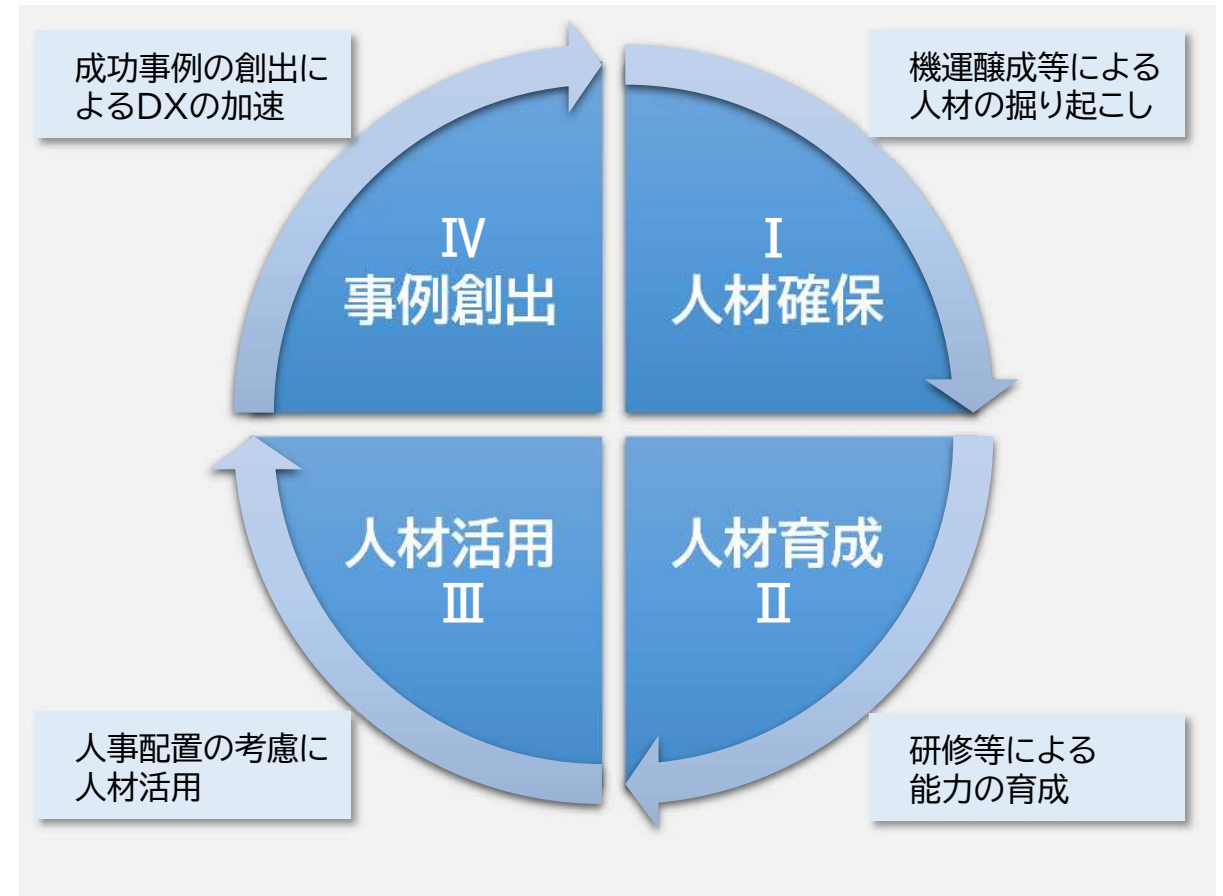 成功事例の創出に
よるDXの加速
機運醸成等による
人材の掘り起こし
Ⅳ
事例創出
Ⅰ
人材確保
人材活用
Ⅲ
人材育成
Ⅱ
人事配置の考慮に
人材活用
研修等による
能力の育成